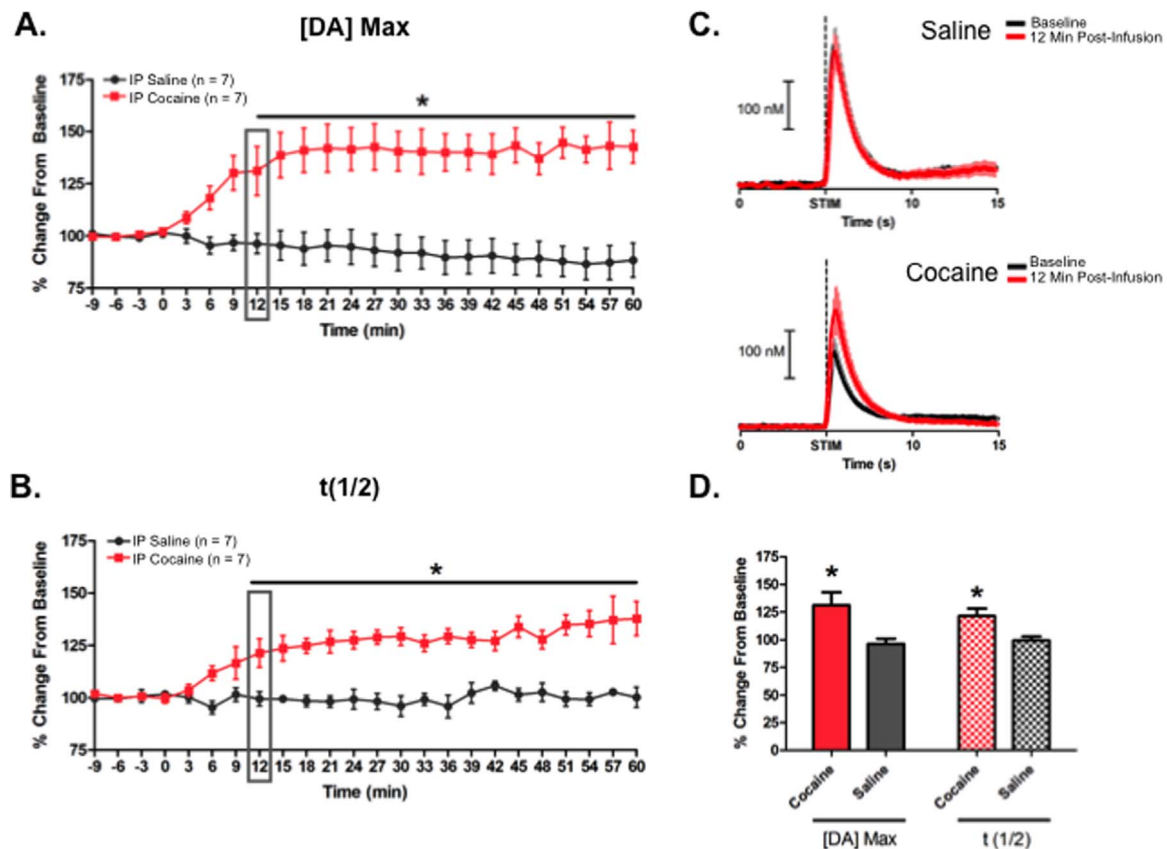 A.
[DA] Max
IP Saline (n = 7)
IP Cocaine (n = 7)
*
% Change From Baseline
175
150
125
100
75
-9 -6 -3 0 3 6 9 12 15 18 21 24 27 30 33 36 39 42 45 48 51 54 57 60
Time (min)
B.
t(1/2)
IP Saline (n = 7)
IP Cocaine (n = 7)
*
% Change From Baseline
175
150
125
100
75
-9 -6 -3 0 3 6 9 12 15 18 21 24 27 30 33 36 39 42 45 48 51 54 57 60
Time (min)
C.
Saline
Baseline
12 Min Post-Infusion
100 nM
0 STIM 10 15
Time (s)
Cocaine
Baseline
12 Min Post-Infusion
100 nM
0 STIM 10 15
Time (s)
D.
% Change From Baseline
175
150
125
100
75
50
25
0
* *
Cocaine Saline Cocaine Saline
[DA] Max t (1/2)